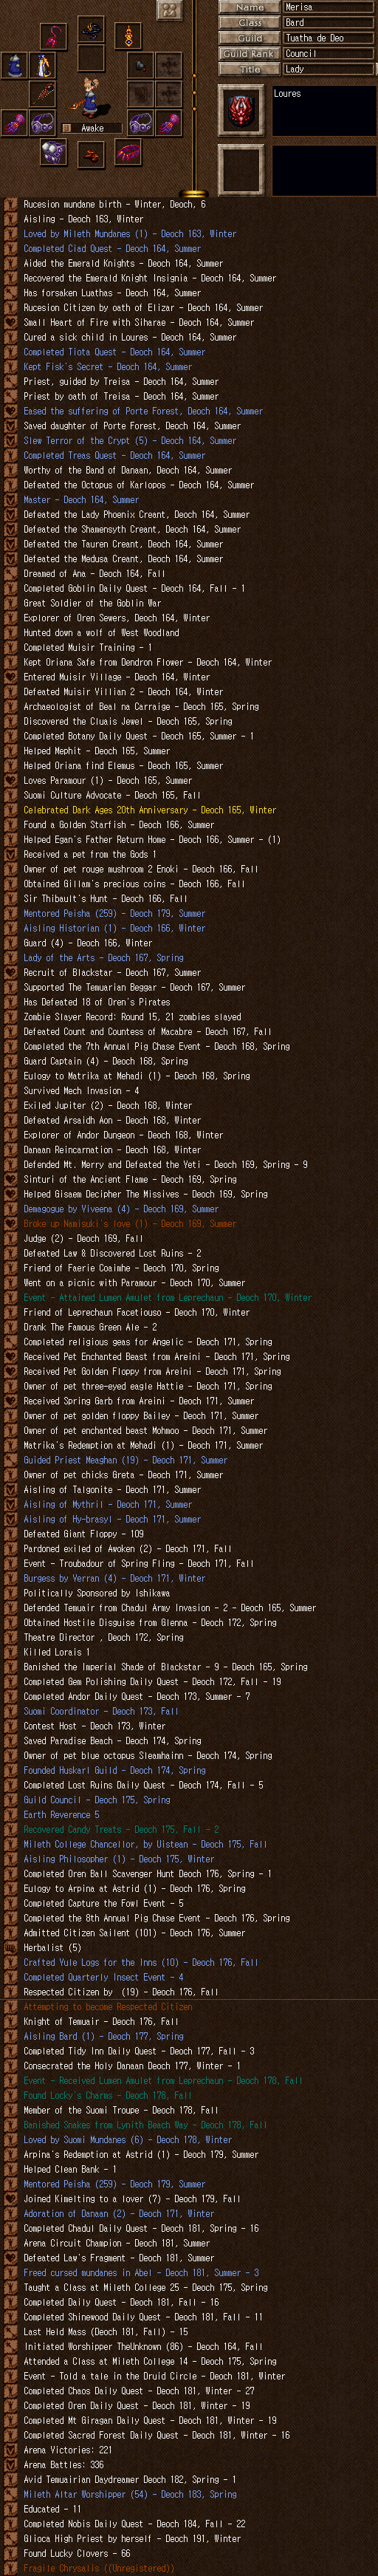 Name Merisa
Class Bard
Guild Tuatha de Deo
Guild Rank Council
Title Lady
Loures
Awake
Rucesion mundane birth - Winter, Deoch, 6
Aisling - Deoch 163, Winter
Loved by Mileth Mundanes (1) - Deoch 163, Winter
Completed Ciad Quest - Deoch 164, Summer
Aided the Emerald Knights - Deoch 164, Summer
Recovered the Emerald Knight Insignia - Deoch 164, Summer
Has forsaken Luathas - Deoch 164, Summer
Rucesion Citizen by oath of Elizar - Deoch 164, Summer
Small Heart of Fire with Siharae - Deoch 164, Summer
Cured a sick child in Loures - Deoch 164, Summer
Completed Tiota Quest - Deoch 164, Summer
Kept Fisk's Secret - Deoch 164, Summer
Priest, guided by Treisa - Deoch 164, Summer
Priest by oath of Treisa - Deoch 164, Summer
Eased the suffering of Porte Forest, Deoch 164, Summer
Saved daughter of Porte Forest, Deoch 164, Summer
Slew Terror of the Crypt (5) - Deoch 164, Summer
Completed Treas Quest - Deoch 164, Summer
Worthy of the Band of Danaan, Deoch 164, Summer
Defeated the Octopus of Karlopos - Deoch 164, Summer
Master - Deoch 164, Summer
Defeated the Lady Phoenix Creant, Deoch 164, Summer
Defeated the Shamensyth Creant, Deoch 164, Summer
Defeated the Tauren Creant, Deoch 164, Summer
Defeated the Medusa Creant, Deoch 164, Summer
Dreamed of Ana - Deoch 164, Fall
Completed Goblin Daily Quest - Deoch 164, Fall - 1
Great Soldier of the Goblin War
Explorer of Oren Sewers, Deoch 164, Winter
Hunted down a wolf of West Woodland
Completed Muisir Training - 1
Kept Oriana Safe from Dendron Flower - Deoch 164, Winter
Entered Muisir Village - Deoch 164, Winter
Defeated Muisir Villian 2 - Deoch 164, Winter
Archaeologist of Beal na Carraige - Deoch 165, Spring
Discovered the Cluais Jewel - Deoch 165, Spring
Completed Botany Daily Quest - Deoch 165, Summer - 1
Helped Mephit - Deoch 165, Summer
Helped Oriana find Elemus - Deoch 165, Summer
Loves Paramour (1) - Deoch 165, Summer
Suomi Culture Advocate - Deoch 165, Fall
Celebrated Dark Ages 20th Anniversary - Deoch 165, Winter
Found a Golden Starfish - Deoch 166, Summer
Helped Egan's Father Return Home - Deoch 166, Summer - (1)
Received a pet from the Gods 1
Owner of pet rouge mushroom 2 Enoki - Deoch 166, Fall
Obtained Gillam's precious coins - Deoch 166, Fall
Sir Thibault's Hunt - Deoch 166, Fall
Mentored Peisha (259) - Deoch 179, Summer
Aisling Historian (1) - Deoch 166, Winter
Guard (4) - Deoch 166, Winter
Lady of the Arts - Deoch 167, Spring
Recruit of Blackstar - Deoch 167, Summer
Supported The Temuarian Beggar - Deoch 167, Summer
Has Defeated 18 of Oren's Pirates
Zombie Slayer Record: Round 15, 21 zombies slayed
Defeated Count and Countess of Macabre - Deoch 167, Fall
Completed the 7th Annual Pig Chase Event - Deoch 168, Spring
Guard Captain (4) - Deoch 168, Spring
Eulogy to Matrika at Mehadi (1) - Deoch 168, Spring
Survived Mech Invasion - 4
Exiled Jupiter (2) - Deoch 168, Winter
Defeated Arsaidh Aon - Deoch 168, Winter
Explorer of Andor Dungeon - Deoch 168, Winter
Danaan Reincarnation - Deoch 168, Winter
Defended Mt. Merry and Defeated the Yeti - Deoch 169, Spring - 9
Sinturi of the Ancient Flame - Deoch 169, Spring
Helped Gissem Decipher The Missives - Deoch 169, Spring
Demagogue by Viveena (4) - Deoch 169, Summer
Broke up Namisuki's love (1) - Deoch 169, Summer
Judge (2) - Deoch 169, Fall
Defeated Law & Discovered Lost Ruins - 2
Friend of Faerie Coaimhe - Deoch 170, Spring
Went on a picnic with Paramour - Deoch 170, Summer
Event - Attained Lumen Amulet from Leprechaun - Deoch 170, Winter
Friend of Leprechaun Facetiouso - Deoch 170, Winter
Drank The Famous Green Ale - 2
Completed religious geas for Angelic - Deoch 171, Spring
Received Pet Enchanted Beast from Areini - Deoch 171, Spring
Received Pet Golden Floppy from Areini - Deoch 171, Spring
Owner of pet three-eyed eagle Hattie - Deoch 171, Spring
Received Spring Garb from Areini - Deoch 171, Summer
Owner of pet golden floppy Bailey - Deoch 171, Summer
Owner of pet enchanted beast Mohmoo - Deoch 171, Summer
Matrika's Redemption at Mehadi (1) - Deoch 171, Summer
Guided Priest Meaghan (19) - Deoch 171, Summer
Owner of pet chicks Greta - Deoch 171, Summer
Aisling of Talgonite - Deoch 171, Summer
Aisling of Mythril - Deoch 171, Summer
Aisling of Hy-brasyl - Deoch 171, Summer
Defeated Giant Floppy - 109
Pardoned exiled of Awoken (2) - Deoch 171, Fall
Event - Troubadour of Spring Fling - Deoch 171, Fall
Burgess by Verran (4) - Deoch 171, Winter
Politically Sponsored by Ishikawa
Defended Temuair from Chadul Army Invasion - 2 - Deoch 165, Summer
Obtained Hostile Disguise from Glenna - Deoch 172, Spring
Theatre Director , Deoch 172, Spring
Killed Lorais 1
Banished the Imperial Shade of Blackstar - 9 - Deoch 165, Spring
Completed Gem Polishing Daily Quest - Deoch 172, Fall - 19
Completed Andor Daily Quest - Deoch 173, Summer - 7
Suomi Coordinator - Deoch 173, Fall
Contest Host - Deoch 173, Winter
Saved Paradise Beach - Deoch 174, Spring
Owner of pet blue octopus Sleamhainn - Deoch 174, Spring
Founded Huskarl Guild - Deoch 174, Spring
Completed Lost Ruins Daily Quest - Deoch 174, Fall - 5
Guild Council - Deoch 175, Spring
Earth Reverence 5
Recovered Candy Treats - Deoch 175, Fall - 2
Mileth College Chancellor, by Uistean - Deoch 175, Fall
Aisling Philosopher (1) - Deoch 175, Winter
Completed Oren Ball Scavenger Hunt Deoch 176, Spring - 1
Eulogy to Arpina at Astrid (1) - Deoch 176, Spring
Completed Capture the Fowl Event - 5
Completed the 8th Annual Pig Chase Event - Deoch 176, Spring
Admitted Citizen Sailent (101) - Deoch 176, Summer
Herbalist (5)
Crafted Yule Logs for the Inns (10) - Deoch 176, Fall
Completed Quarterly Insect Event - 4
Respected Citizen by  (19) - Deoch 176, Fall
Attempting to become Respected Citizen
Knight of Temuair - Deoch 176, Fall
Aisling Bard (1) - Deoch 177, Spring
Completed Tidy Inn Daily Quest - Deoch 177, Fall - 3
Consecrated the Holy Danaan Deoch 177, Winter - 1
Event - Received Lumen Amulet from Leprechaun - Deoch 178, Fall
Found Locky's Charms - Deoch 178, Fall
Member of the Suomi Troupe - Deoch 178, Fall
Banished Snakes from Lynith Beach Way - Deoch 178, Fall
Loved by Suomi Mundanes (6) - Deoch 178, Winter
Arpina's Redemption at Astrid (1) - Deoch 179, Summer
Helped Clean Bank - 1
Mentored Peisha (259) - Deoch 179, Summer
Joined Kimelting to a lover (7) - Deoch 179, Fall
Adoration of Danaan (2) - Deoch 171, Winter
Completed Chadul Daily Quest - Deoch 181, Spring - 16
Arena Circuit Champion - Deoch 181, Summer
Defeated Law's Fragment - Deoch 181, Summer
Freed cursed mundanes in Abel - Deoch 181, Summer - 3
Taught a Class at Mileth College 25 - Deoch 175, Spring
Completed Daily Quest - Deoch 181, Fall - 16
Completed Shinewood Daily Quest - Deoch 181, Fall - 11
Last Held Mass (Deoch 181, Fall) - 15
Initiated Worshipper TheUnknown (86) - Deoch 164, Fall
Attended a Class at Mileth College 14 - Deoch 175, Spring
Event - Told a tale in the Druid Circle - Deoch 181, Winter
Completed Chaos Daily Quest - Deoch 181, Winter - 27
Completed Oren Daily Quest - Deoch 181, Winter - 19
Completed Mt Giragan Daily Quest - Deoch 181, Winter - 19
Completed Sacred Forest Daily Quest - Deoch 181, Winter - 16
Arena Victories: 221
Arena Battles: 336
Avid Temuairian Daydreamer Deoch 182, Spring - 1
Mileth Altar Worshipper (54) - Deoch 183, Spring
Educated - 11
Completed Nobis Daily Quest - Deoch 184, Fall - 22
Glioca High Priest by herself - Deoch 191, Winter
Found Lucky Clovers - 66
Fragile Chrysalis ((Unregistered))